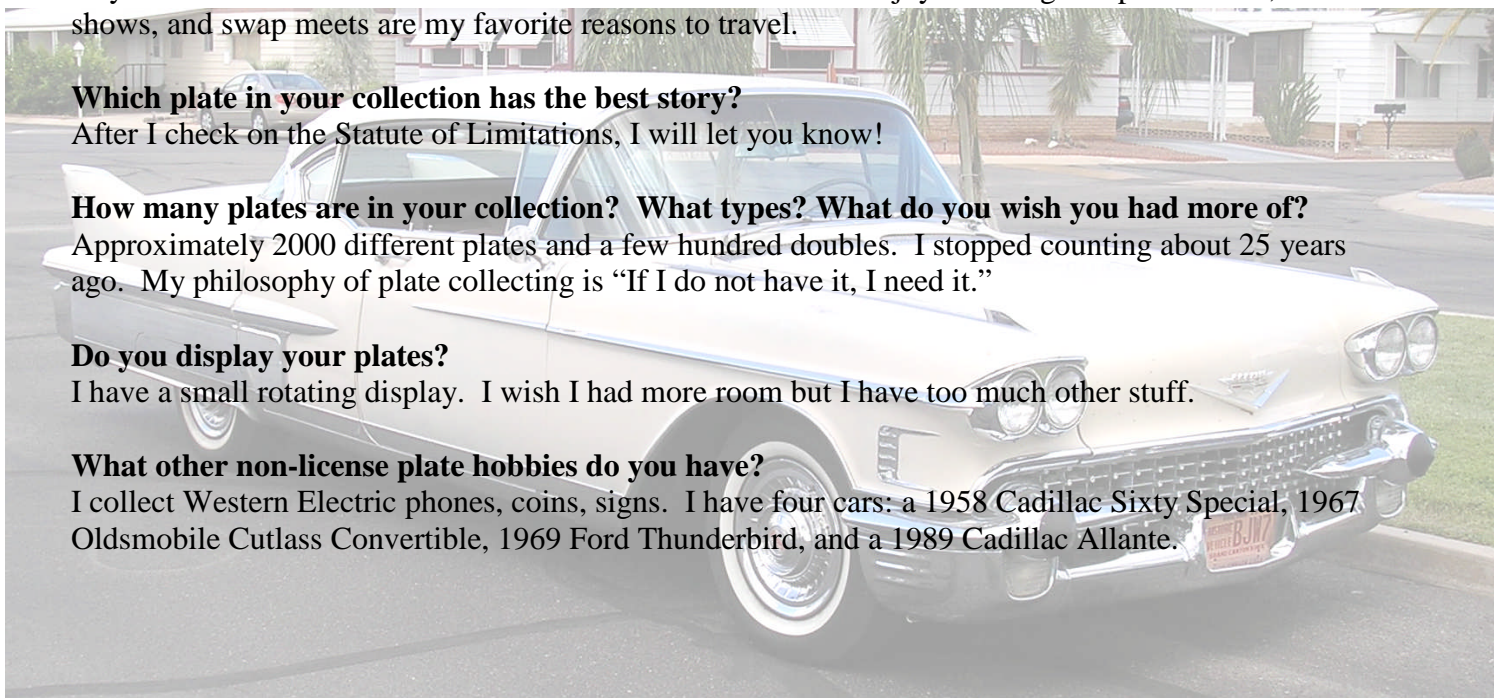 shows, and swap meets are my favorite reasons to travel.
Which plate in your collection has the best story?
After I check on the Statute of Limitations, I will let you know!
How many plates are in your collection?  What types? What do you wish you had more of?
Approximately 2000 different plates and a few hundred doubles.  I stopped counting about 25 years
ago.  My philosophy of plate collecting is “If I do not have it, I need it.”
Do you display your plates?
I have a small rotating display.  I wish I had more room but I have too much other stuff.
What other non-license plate hobbies do you have?
I collect Western Electric phones, coins, signs.  I have four cars: a 1958 Cadillac Sixty Special, 1967
Oldsmobile Cutlass Convertible, 1969 Ford Thunderbird, and a 1989 Cadillac Allante.